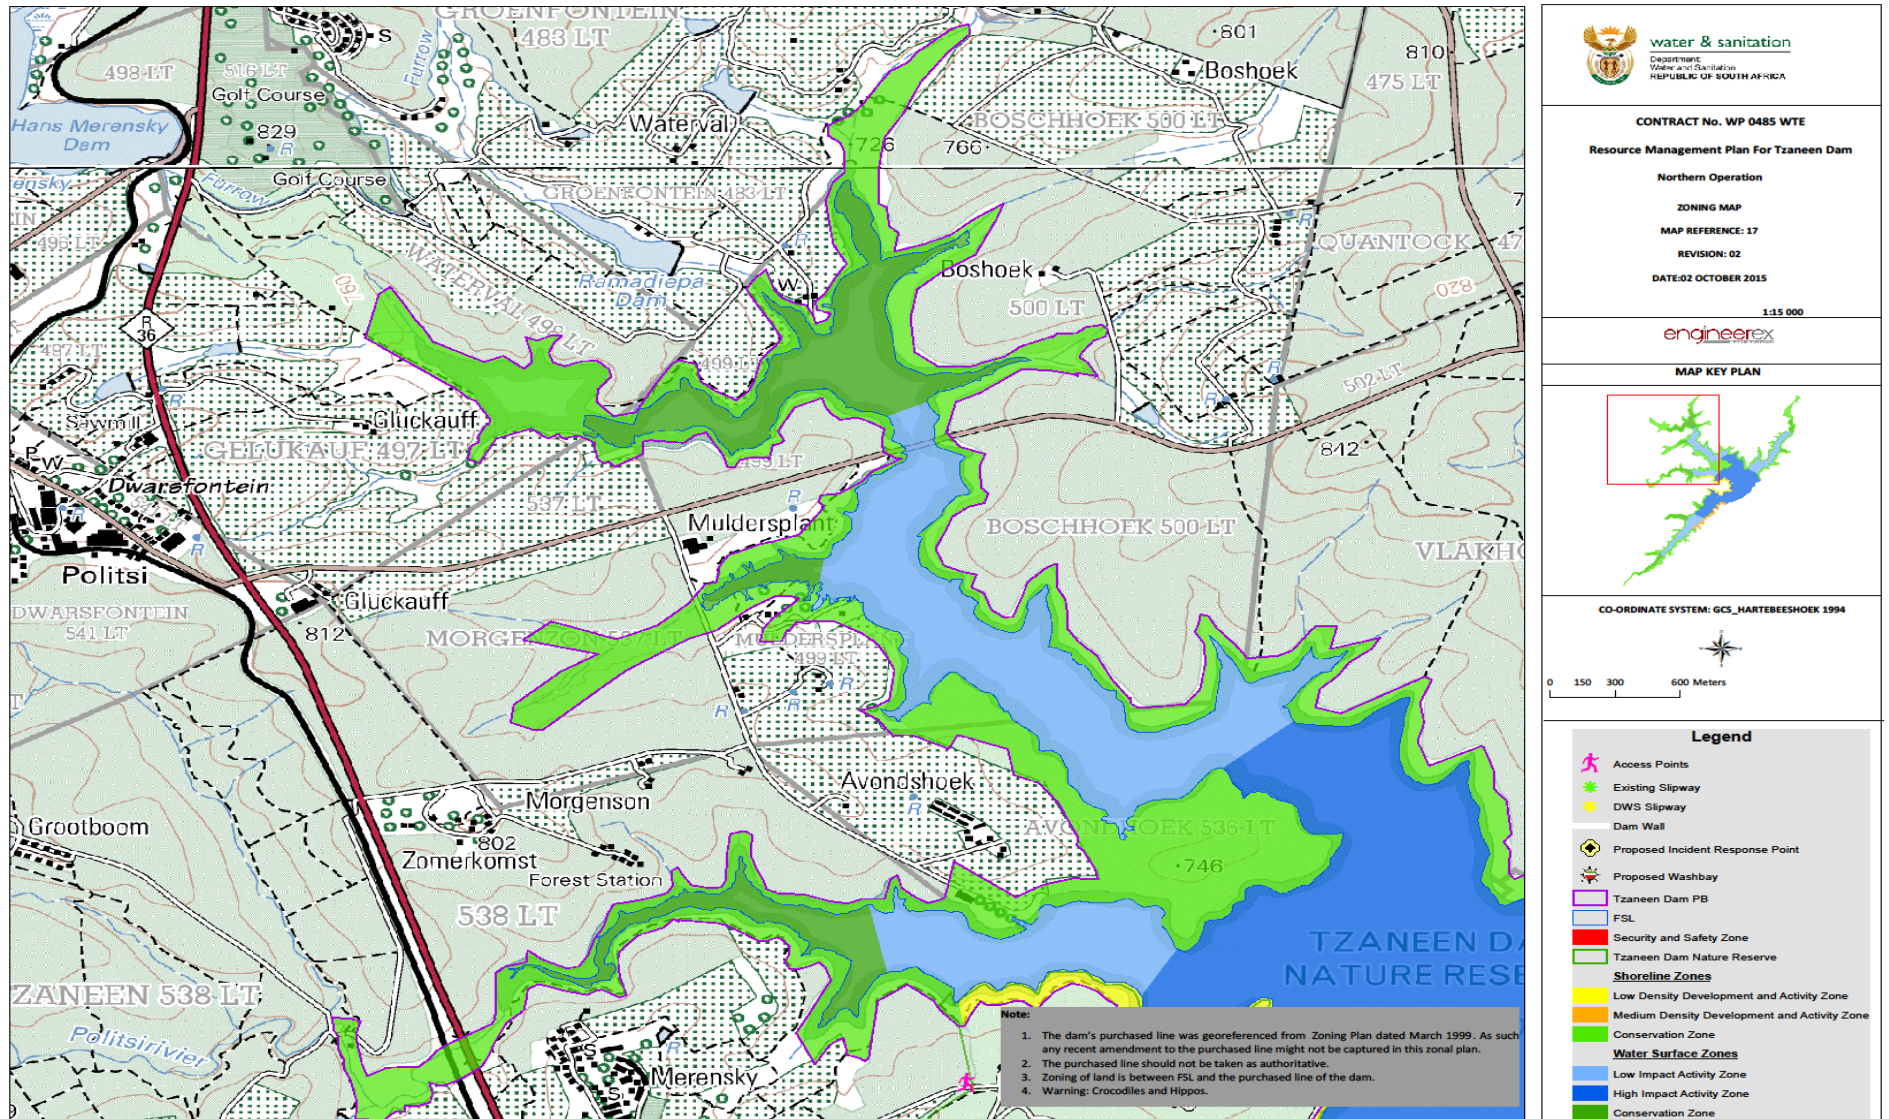 GROENFONTEIN
483 LT
S
Furrow
801
810
498 LT
516 LT
Boshoek
475 LT
Golf Course
Hans Merensky
Dam
829
R
Waterval
BOSCHHOEK 500 LT
726
766
Golf Course
Furrow
GROENFONTEIN 483 LT
496 LT
R
R
QUANTOCK 47
WATERVAL 499 LT
Ramadiepa
Dam
W
Boshoek
760
500 LT
820
R
36
497 LT
499 LT
R
502 LT
R
R
Sawmill
Gluckauff
GELUKAUF 497 LT
499 LT
842
P W
Dwarsfontein
R
R
537 LT
R
Muldersplant
BOSCHHOEK 500 LT
VLAKHO
Politsi
Gluckauff
DWARSFONTEIN
541 LT
812
MORGENZON 537 LT
MULDERSPLANT
499 LT
R
R
R
Avondshoek
R
Morgenson
Grootboom
802
Zomerkomst
Forest Station
AVONDHOEK 536 LT
746
538 LT
TZANEEN DA
NATURE RESE
ZANEEN 538 LT
Politsirivier
R
S
S
S
Merensky
Note:
1. The dam's purchased line was georeferenced from Zoning Plan dated March 1999. As such
any recent amendment to the purchased line might not be captured in this zonal plan.
2. The purchased line should not be taken as authoritative.
3. Zoning of land is between FSL and the purchased line of the dam.
4. Warning: Crocodiles and Hippos.
water & sanitation
Department:
Water and Sanitation
REPUBLIC OF SOUTH AFRICA
CONTRACT No. WP 0485 WTE
Resource Management Plan For Tzaneen Dam
Northern Operation
ZONING MAP
MAP REFERENCE: 17
REVISION: 02
DATE:02 OCTOBER 2015
1:15 000
engineerex
MAP KEY PLAN
CO-ORDINATE SYSTEM: GCS_HARTEBEESHOEK 1994
0 150 300 600 Meters
Legend
Access Points
Existing Slipway
DWS Slipway
Dam Wall
Proposed Incident Response Point
Proposed Washbay
Tzaneen Dam PB
FSL
Security and Safety Zone
Tzaneen Dam Nature Reserve
Shoreline Zones
Low Density Development and Activity Zone
Medium Density Development and Activity Zone
Conservation Zone
Water Surface Zones
Low Impact Activity Zone
High Impact Activity Zone
Conservation Zone